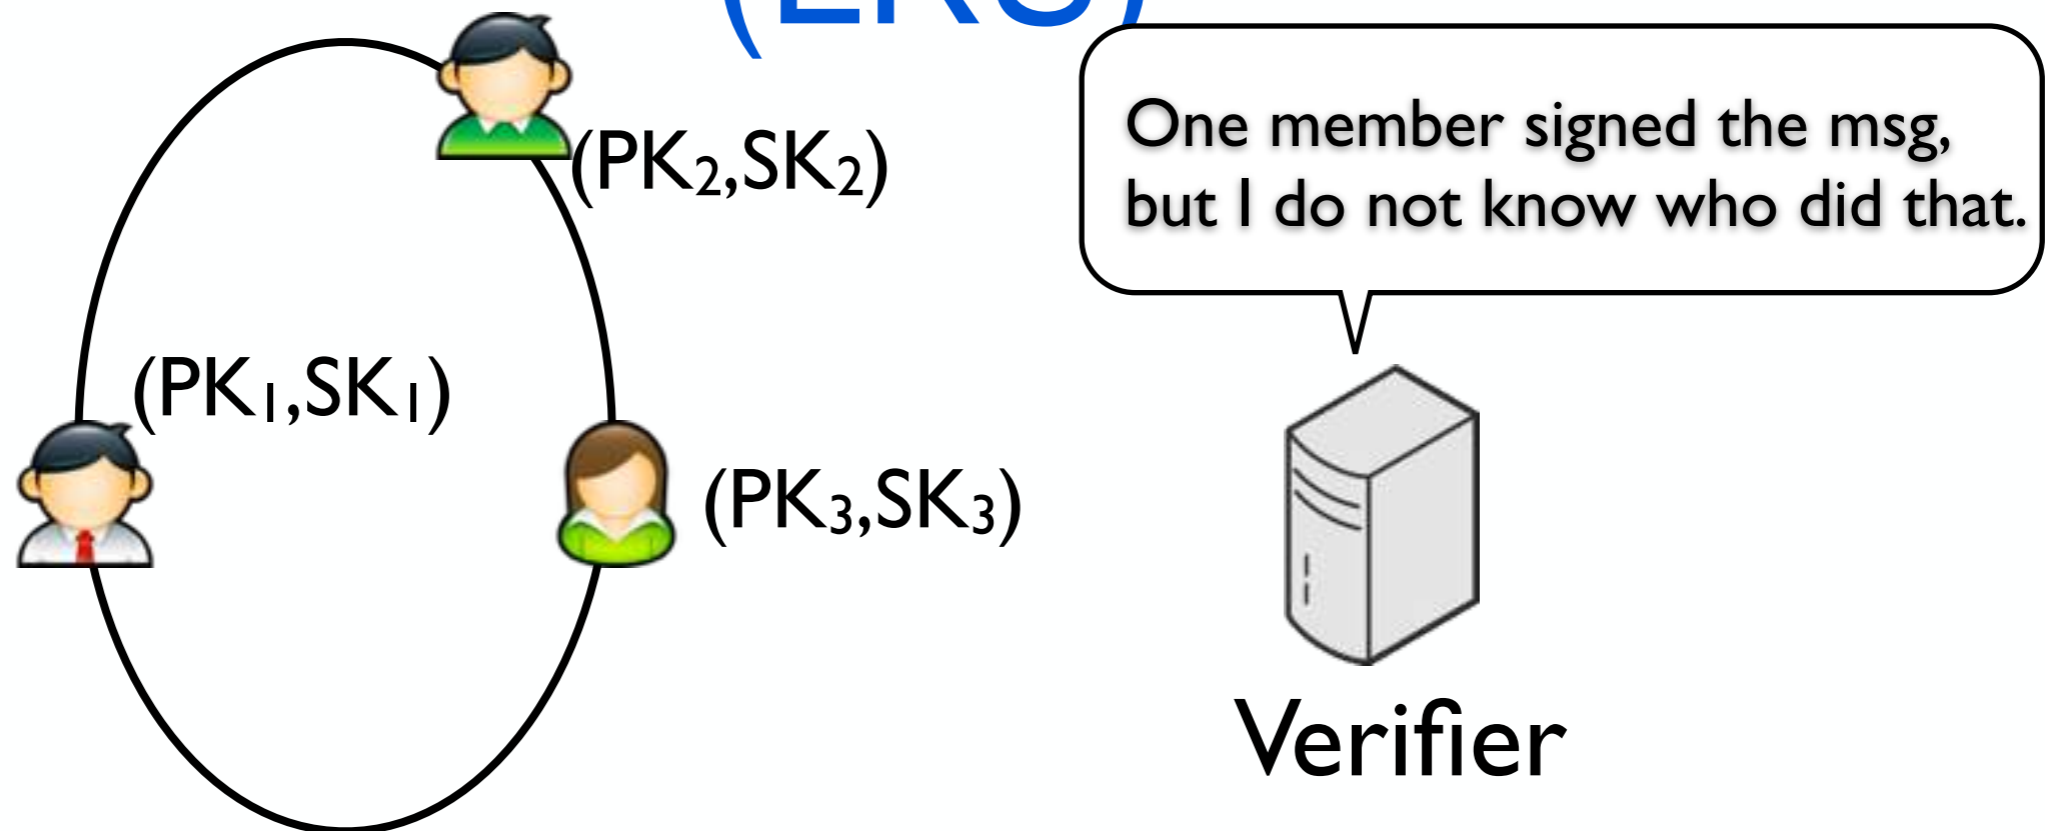 (LRS)
(PK₂,SK₂)
One member signed the msg,
but I do not know who did that.
(PK₁,SK₁)
(PK₃,SK₃)
Verifier